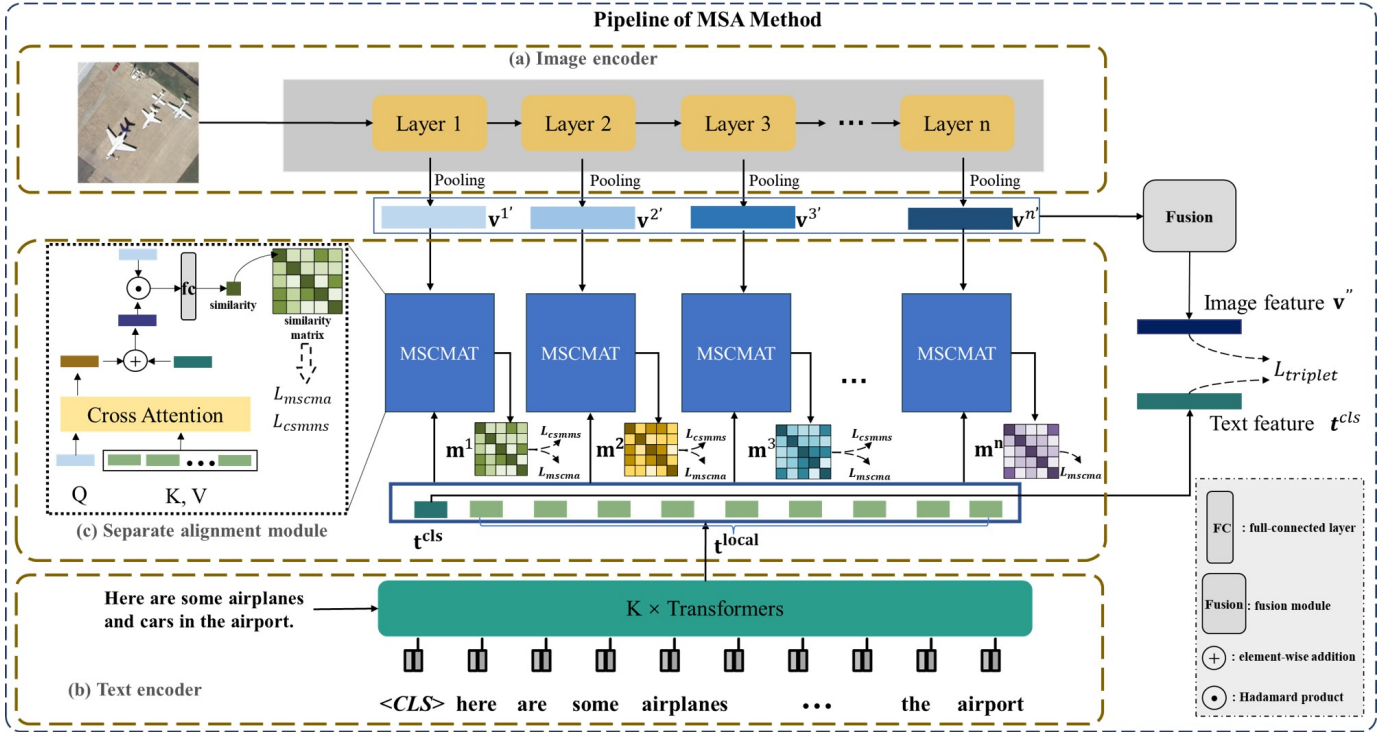 Pipeline of MSA Method
(a) Image encoder
Layer 1
Layer 2
Layer 3
...
Layer n
Pooling
Pooling
Pooling
Pooling
v1'
v2'
v3'
vn'
Fusion
fc
similarity
similarity
matrix
Lmscma
Lcsmms
Cross Attention
Q
K, V
(c) Separate alignment module
MSCMAT
MSCMAT
MSCMAT
...
MSCMAT
m1
Lcsmms
Lmscma
m2
Lcsmms
Lmscma
m3
Lcsmms
Lmscma
mn
Lmscma
Image feature v''
Ltriplet
Text feature tcls
tcls
tlocal
Here are some airplanes
and cars in the airport.
K × Transformers
(b) Text encoder
<CLS> here are some airplanes ... the airport
FC : full-connected layer
Fusion : fusion module
+ : element-wise addition
: Hadamard product